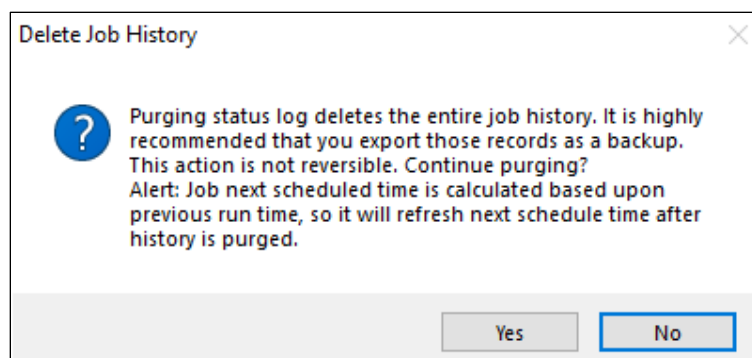 Delete Job History
Purging status log deletes the entire job history. It is highly
recommended that you export those records as a backup.
This action is not reversible. Continue purging?
Alert: Job next scheduled time is calculated based upon
previous run time, so it will refresh next schedule time after
history is purged.
Yes
No